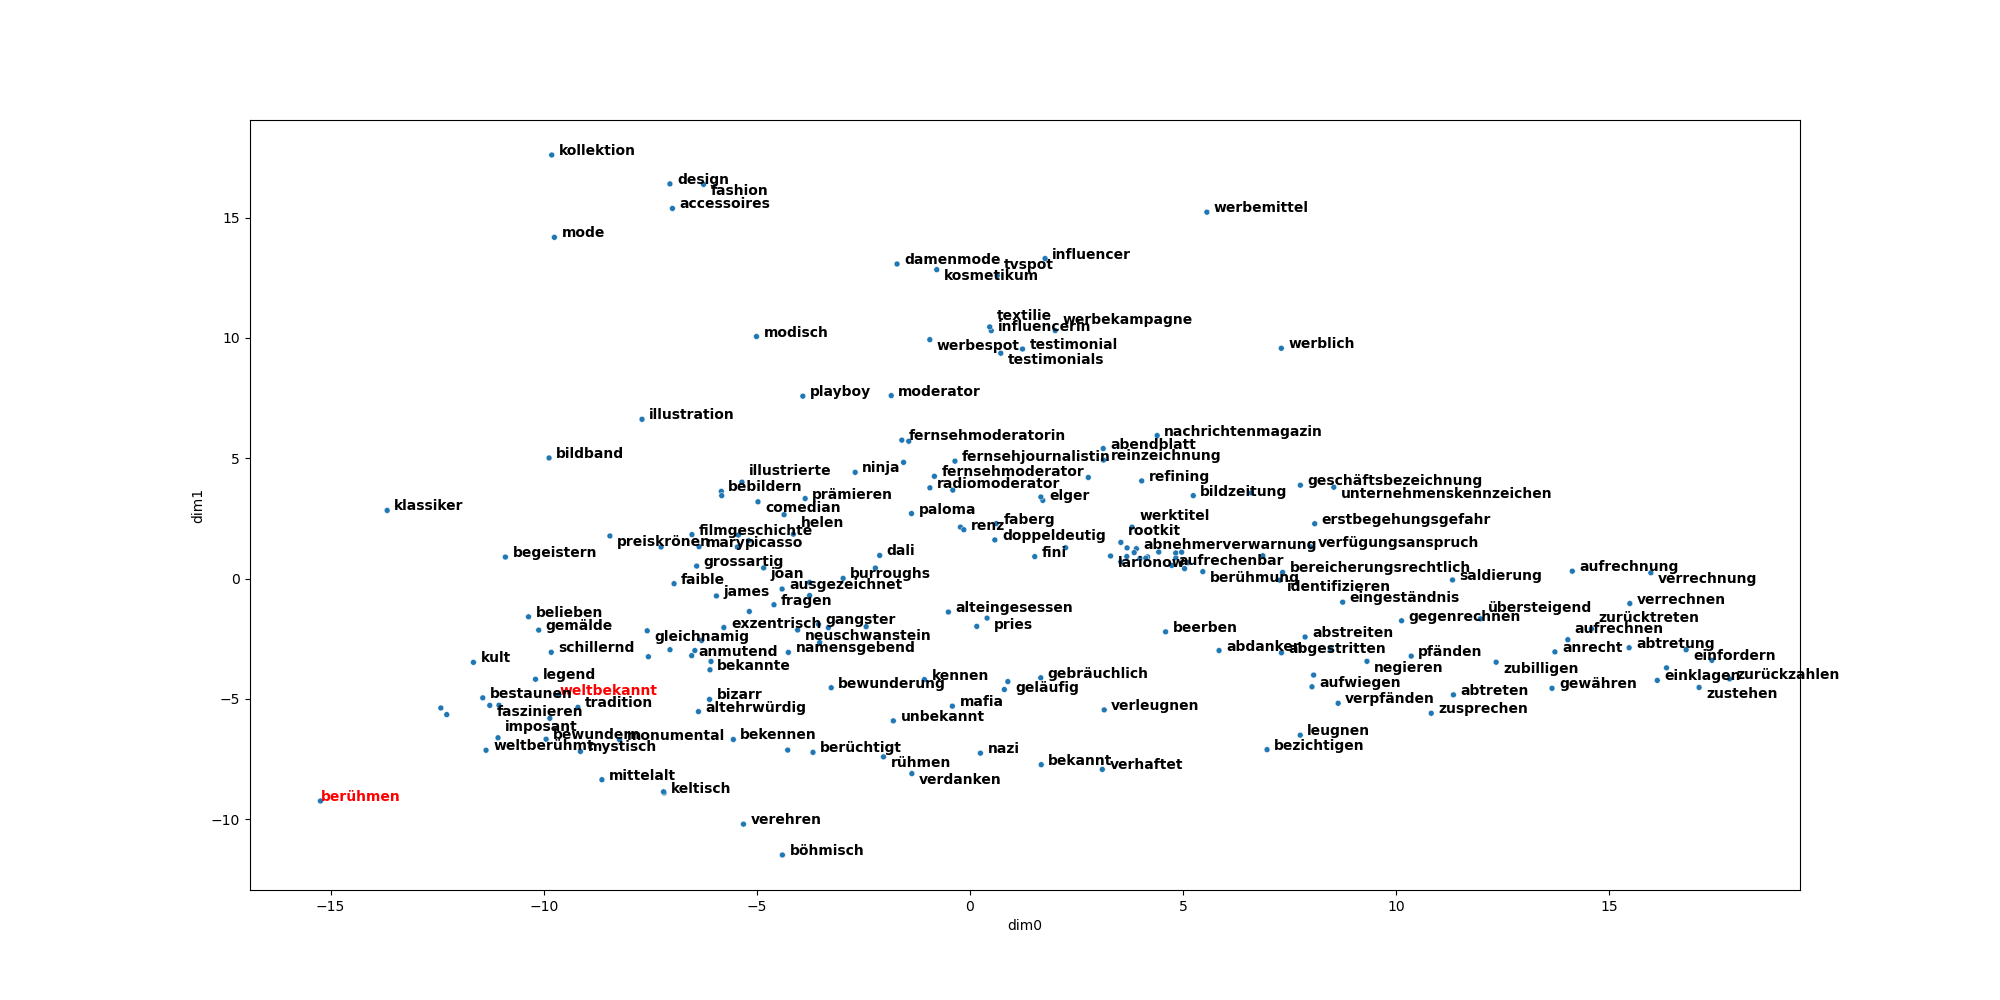 kollektion
design
fashion
accessoires
werbemittel
mode
influencer
damenmode
tvspot
kosmetikum
textilie
werbekampagne
influencerin
modisch
werbespot
testimonial
werblich
testimonials
playboy
moderator
illustration
nachrichtenmagazin
fernsehmoderatorin
abendblatt
bildband
fernsehjournalistin
reinzeichnung
illustrierte
ninja
fernsehmoderator
refining
geschäftsbezeichnung
bebildern
radiomoderator
bildzeitung
unternehmenskennzeichen
prämieren
elger
klassiker
comedian
paloma
werktitel
helen
renz
faberg
erstbegehungsgefahr
filmgeschichte
doppeldeutig
rootkit
preiskrönen
mary
picasso
abnehmerverwarnung
verfügungsanspruch
begeistern
dali
fini
grossartig
larionow
aufrechenbar
bereicherungsrechtlich
aufrechnung
joan
burroughs
berühmung
saldierung
verrechnung
faible
ausgezeichnet
identifizieren
james
fragen
eingeständnis
verrechnen
belieben
alteingesessen
übersteigend
gemälde
exzentrisch
gangster
pries
gegenrechnen
zurücktreten
gleichnamig
neuschwanstein
beerben
abstreiten
aufrechnen
schillernd
anmutend
namensgebend
abdanken
abgestritten
pfänden
anrecht
abtretung
kult
bekannte
negieren
zubilligen
einfordern
legend
bewunderung
kennen
gebräuchlich
aufwiegen
gewähren
einklagen
zurückzahlen
weltbekannt
geläufig
bestaunen
tradition
bizarr
mafia
verleugnen
verpfänden
abtreten
zustehen
faszinieren
altehrwürdig
unbekannt
zusprechen
imposant
bewundern
monumental
bekennen
leugnen
weltberühmt
mystisch
berüchtigt
nazi
bezichtigen
rühmen
bekannt
verhaftet
mittelalt
verdanken
keltisch
berühmen
verehren
böhmisch
15
10
5
0
−5
−10
dim1
−15
−10
−5
0
5
10
15
dim0